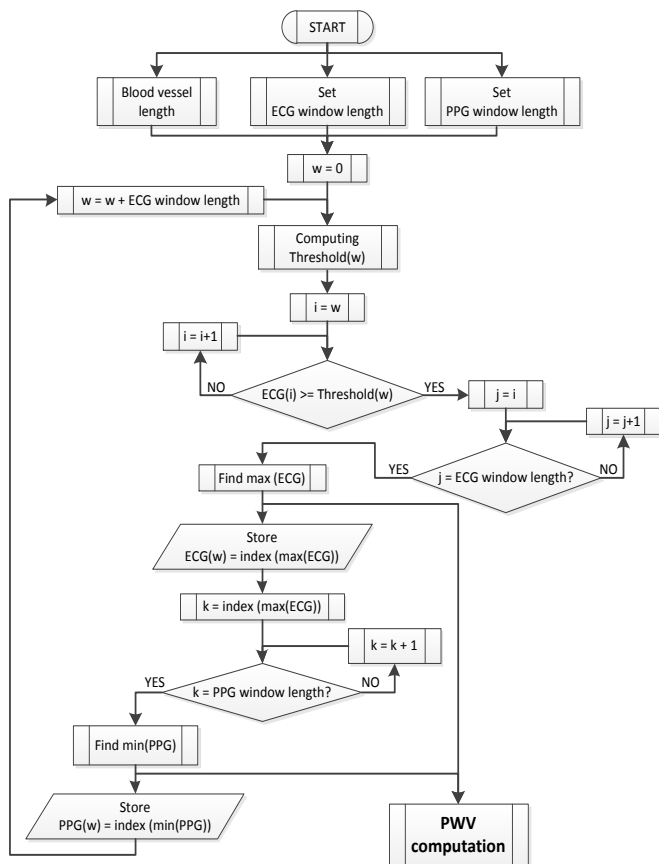 START
Blood vessel
length
Set
ECG window length
Set
PPG window length
w = 0
w = w + ECG window length
Computing
Threshold(w)
i = w
i = i+1
NO
ECG(i) >= Threshold(w)
YES
j = i
j = j+1
YES
j = ECG window length?
NO
Find max (ECG)
Store
ECG(w) = index (max(ECG))
k = index (max(ECG))
k = k + 1
YES
k = PPG window length?
NO
Find min(PPG)
Store
PPG(w) = index (min(PPG))
PWV
computation